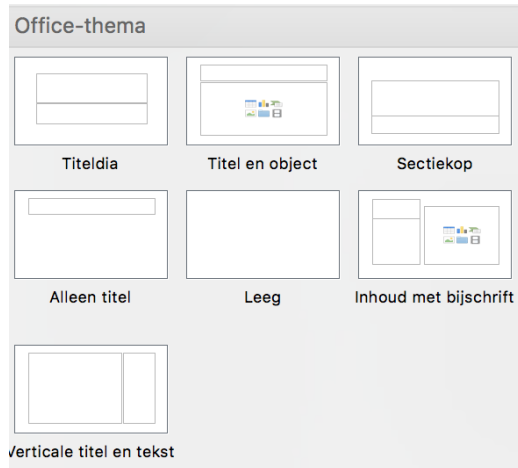 Office-thema
Titeldia
Titel en object
Sectiekop
Alleen titel
Leeg
Inhoud met bijschrift
Verticale titel en tekst